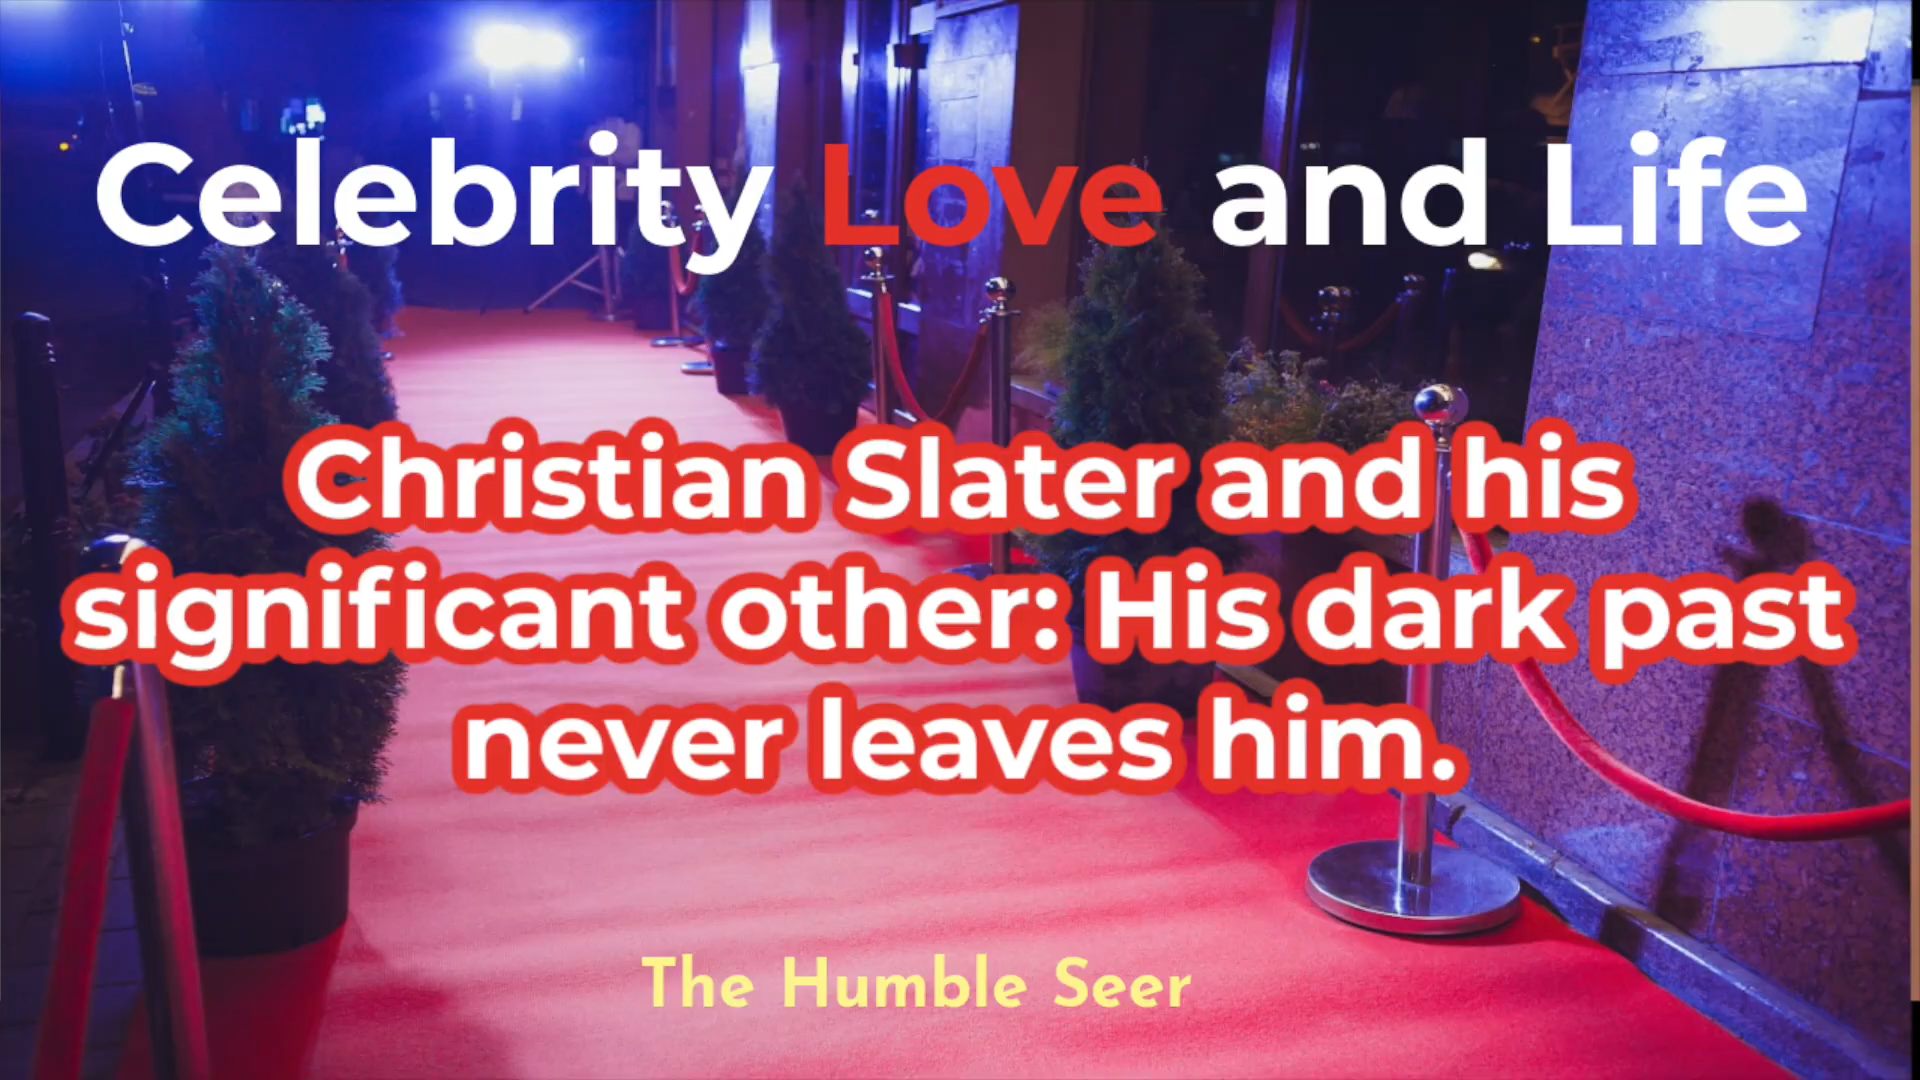 Celebrity Love and Life
Christian Slater and his
significant other: His dark past
never leaves him.
The Humble Seer